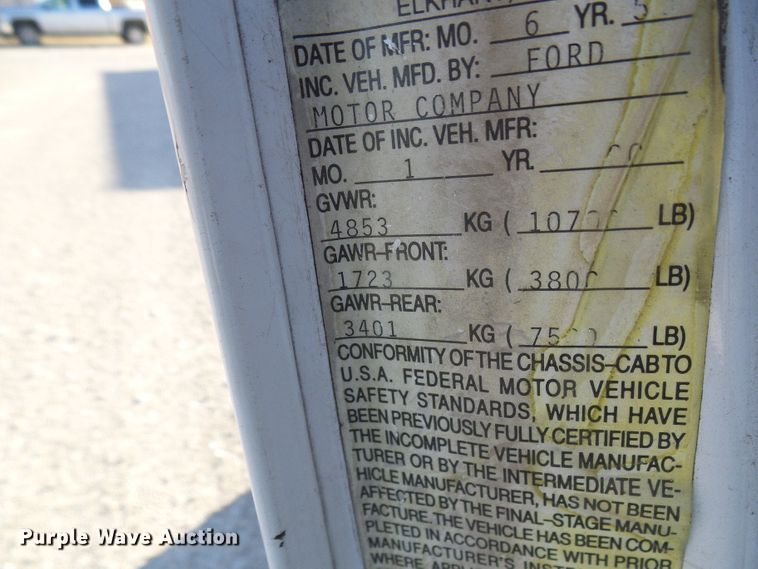 ELKHART,
DATE OF MFR: MO. 6 YR.
INC. VEH. MFD. BY: FORD
MOTOR COMPANY
DATE OF INC. VEH. MFR:
MO. 1 YR.
GVWR:
4853 KG ( LB)
GAWR-FRONT:
1723 KG ( 3800 LB)
GAWR-REAR:
3401 KG ( LB)
CONFORMITY OF THE CHASSIS-CAB TO
U.S.A. FEDERAL MOTOR VEHICLE
SAFETY STANDARDS, WHICH HAVE
BEEN PREVIOUSLY FULLY CERTIFIED BY
THE INCOMPLETE VEHICLE MANUFAC-
TURER OR BY THE INTERMEDIATE VE-
HICLE MANUFACTURER, HAS NOT BEEN
AFFECTED BY THE FINAL-STAGE MANU-
FACTURE. THE VEHICLE HAS BEEN COM-
PLETED IN ACCORDANCE WITH PRIOR
MANUFACTURER'S
WHERE
Purple Wave Auction